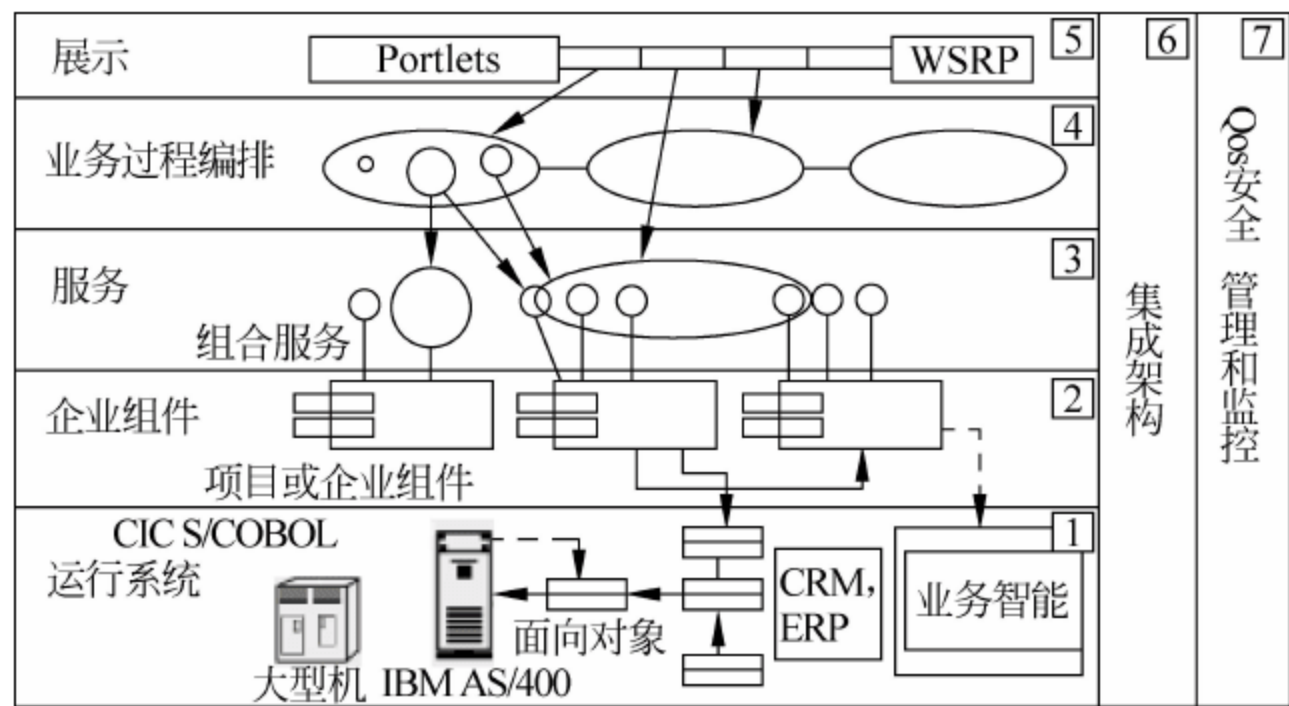 展示
Portlets
WSRP
5
6
7
业务过程编排
4
服务
组合服务
3
企业组件
项目或企业组件
2
CIC S/COBOL
运行系统
大型机
IBM AS/400
面向对象
CRM,
ERP
业务智能
1
集成架构
Qos安全 管理和监控